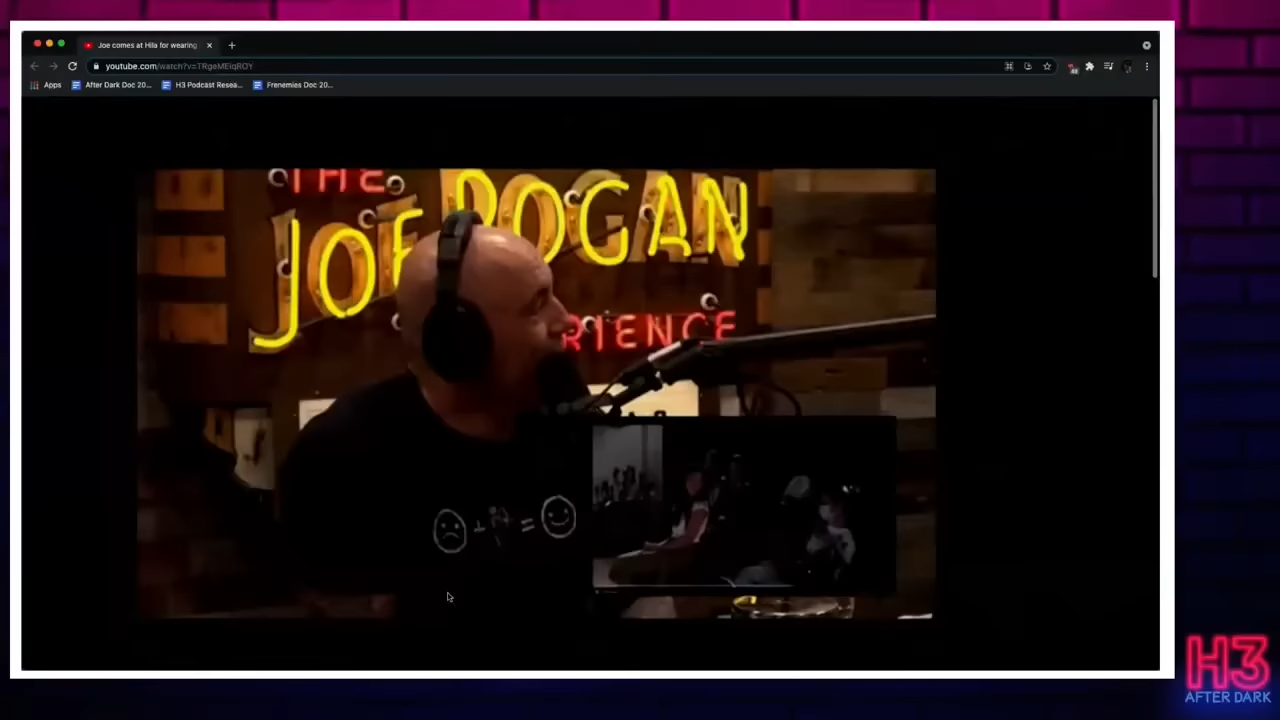 Joe comes at Hila for wearing
youtube.com/watch?v=TRgeMEiqROY
Apps
After Dark Doc 20...
H3 Podcast Resea...
Frenemies Doc 20...
THE
JOE ROGAN
RIENCE
=
H3
AFTER DARK